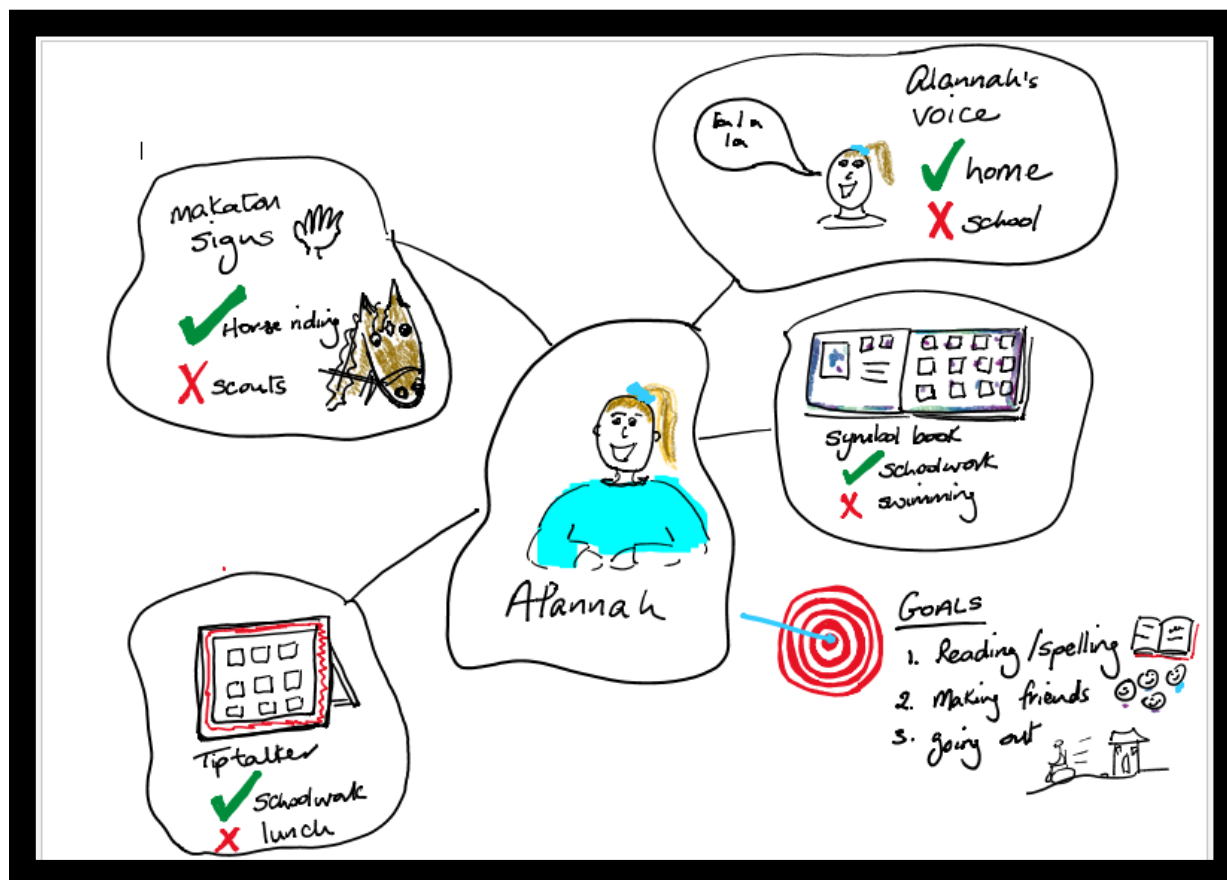 makaton
signs
Horse riding
scouts
Alannah's
voice
home
school
symbol book
schoolwork
swimming
Alannah
Tiptalker
Schoolwork
lunch
GOALS
1. Reading/spelling
2. Making friends
3. going out